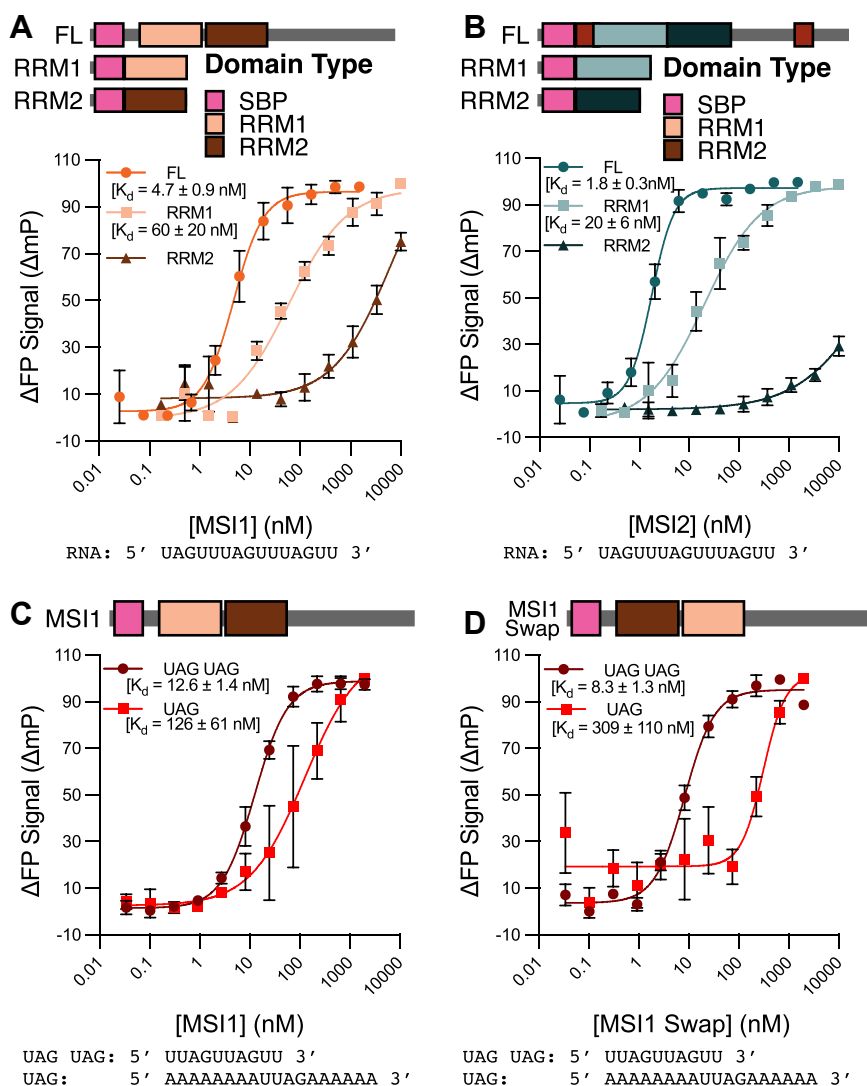 A
FL
RRM1
RRM2
Domain Type
SBP
RRM1
RRM2
110
90
70
50
30
10
-10
ΔFP Signal (ΔmP)
FL
[Kd = 4.7 ± 0.9 nM]
RRM1
[Kd = 60 ± 20 nM]
RRM2
0.01
0.1
1
10
100
1000
10000
[MSI1] (nM)
RNA: 5′ UAGUUUAGUUUAGUU 3′
B
FL
RRM1
RRM2
Domain Type
SBP
RRM1
RRM2
110
90
70
50
30
10
-10
ΔFP Signal (ΔmP)
FL
[Kd = 1.8 ± 0.3nM]
RRM1
[Kd = 20 ± 6 nM]
RRM2
0.01
0.1
1
10
100
1000
10000
[MSI2] (nM)
RNA: 5′ UAGUUUAGUUUAGUU 3′
C
MSI1
110
90
70
50
30
10
-10
ΔFP Signal (ΔmP)
UAG UAG
[Kd = 12.6 ± 1.4 nM]
UAG
[Kd = 126 ± 61 nM]
0.01
0.1
1
10
100
1000
10000
[MSI1] (nM)
UAG UAG: 5′ UUAGUUAGUU 3′
UAG: 5′ AAAAAAAAUUAGAAAAAA 3′
D
MSI1
Swap
110
90
70
50
30
10
-10
ΔFP Signal (ΔmP)
UAG UAG
[Kd = 8.3 ± 1.3 nM]
UAG
[Kd = 309 ± 110 nM]
0.01
0.1
1
10
100
1000
10000
[MSI1 Swap] (nM)
UAG UAG: 5′ UUAGUUAGUU 3′
UAG: 5′ AAAAAAAAUUAGAAAAAA 3′